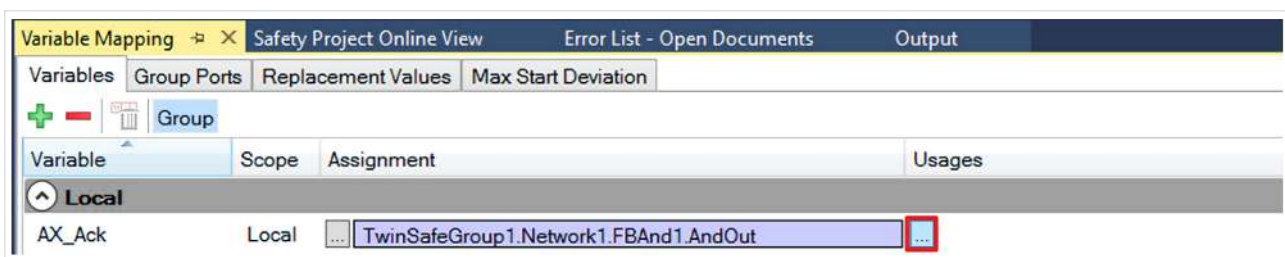 Variable Mapping Safety Project Online View Error List - Open Documents Output
Variables Group Ports Replacement Values Max Start Deviation
Group
Variable Scope Assignment Usages
Local
AX_Ack Local ... TwinSafeGroup1.Network1.FBAnd1.AndOut ...